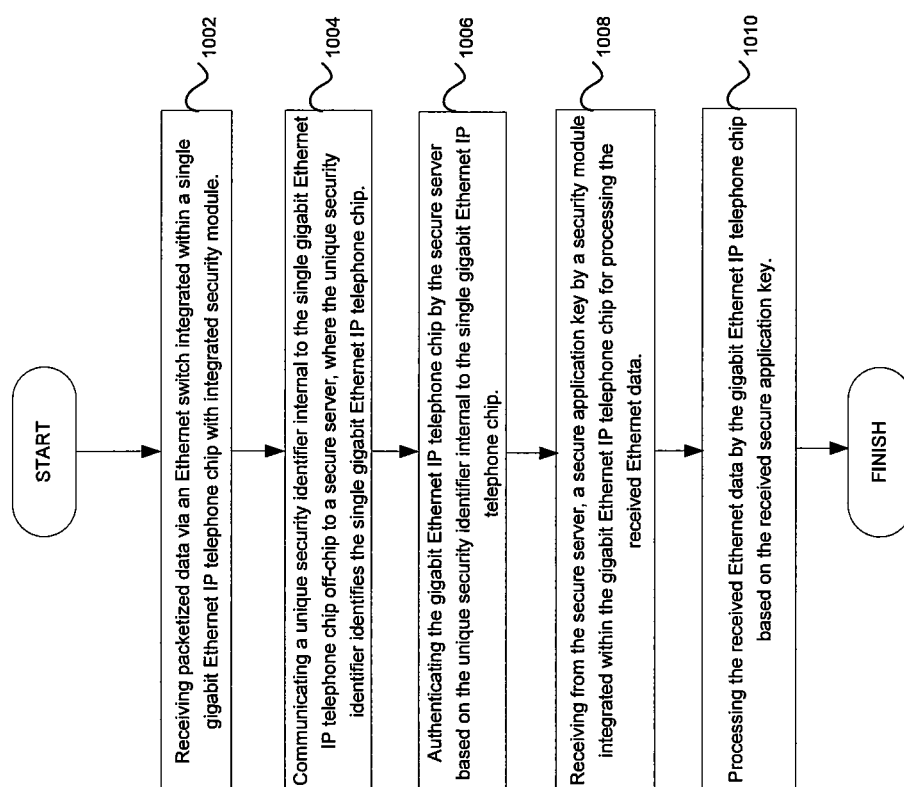 START
Receiving packetized data via an Ethernet switch integrated within a single
gigabit Ethernet IP telephone chip with integrated security module.
1002
Communicating a unique security identifier internal to the single gigabit Ethernet
IP telephone chip off-chip to a secure server, where the unique security
identifier identifies the single gigabit Ethernet IP telephone chip.
1004
Authenticating the gigabit Ethernet IP telephone chip by the secure server
based on the unique security identifier internal to the single gigabit Ethernet IP
telephone chip.
1006
Receiving from the secure server, a secure application key by a security module
integrated within the gigabit Ethernet IP telephone chip for processing the
received Ethernet data.
1008
Processing the received Ethernet data by the gigabit Ethernet IP telephone chip
based on the received secure application key.
1010
FINISH